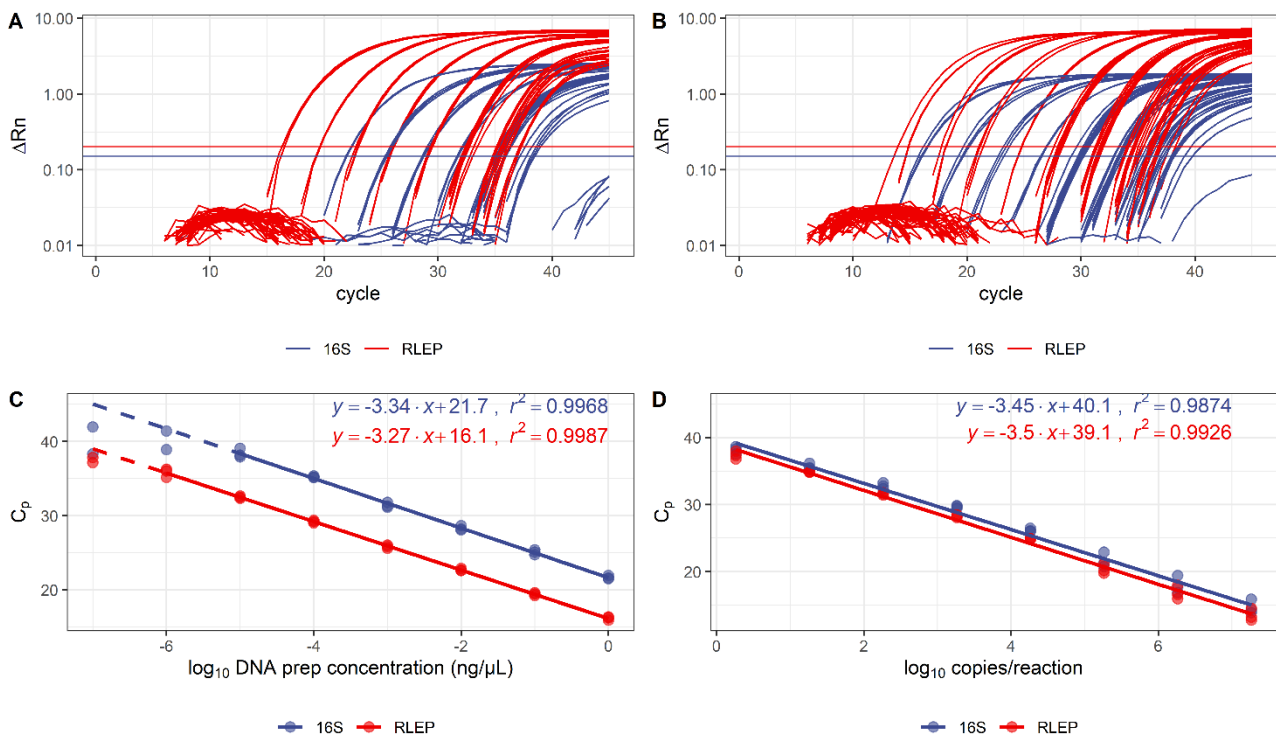 A
B
10.00
1.00
0.10
0.01
ΔRn
0
10
20
30
40
cycle
16S
RLEP
10.00
1.00
0.10
0.01
ΔRn
0
10
20
30
40
cycle
16S
RLEP
C
y = -3.34 · x+21.7 , r² = 0.9968
y = -3.27 · x+16.1 , r² = 0.9987
40
30
20
Cp
-6
-4
-2
0
log₁₀ DNA prep concentration (ng/µL)
16S
RLEP
D
y = -3.45 · x+40.1 , r² = 0.9874
y = -3.5 · x+39.1 , r² = 0.9926
40
30
20
Cp
0
2
4
6
log₁₀ copies/reaction
16S
RLEP